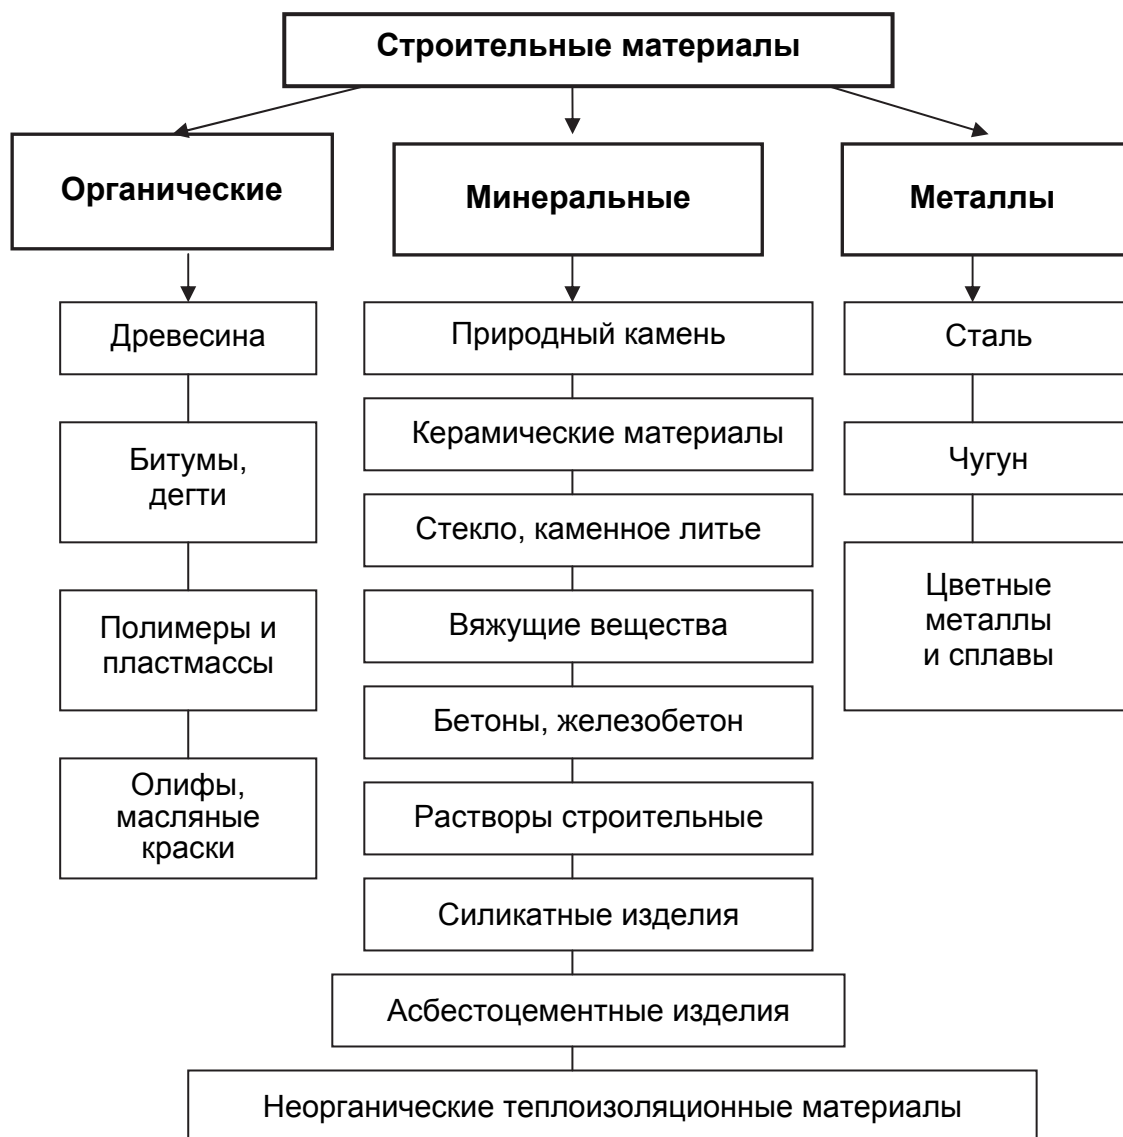 Строительные материалы
Органические
Минеральные
Металлы
Древесина
Битумы,
дегти
Полимеры и
пластмассы
Олифы,
масляные
краски
Природный камень
Керамические материалы
Стекло, каменное литье
Вяжущие вещества
Бетоны, железобетон
Растворы строительные
Силикатные изделия
Асбестоцементные изделия
Неорганические теплоизоляционные материалы
Сталь
Чугун
Цветные
металлы
и сплавы